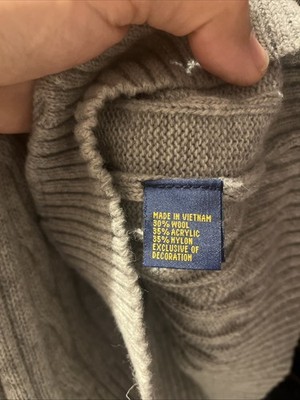 MADE IN VIETNAM
30% WOOL
35% ACRYLIC
35% NYLON
EXCLUSIVE OF
DECORATION